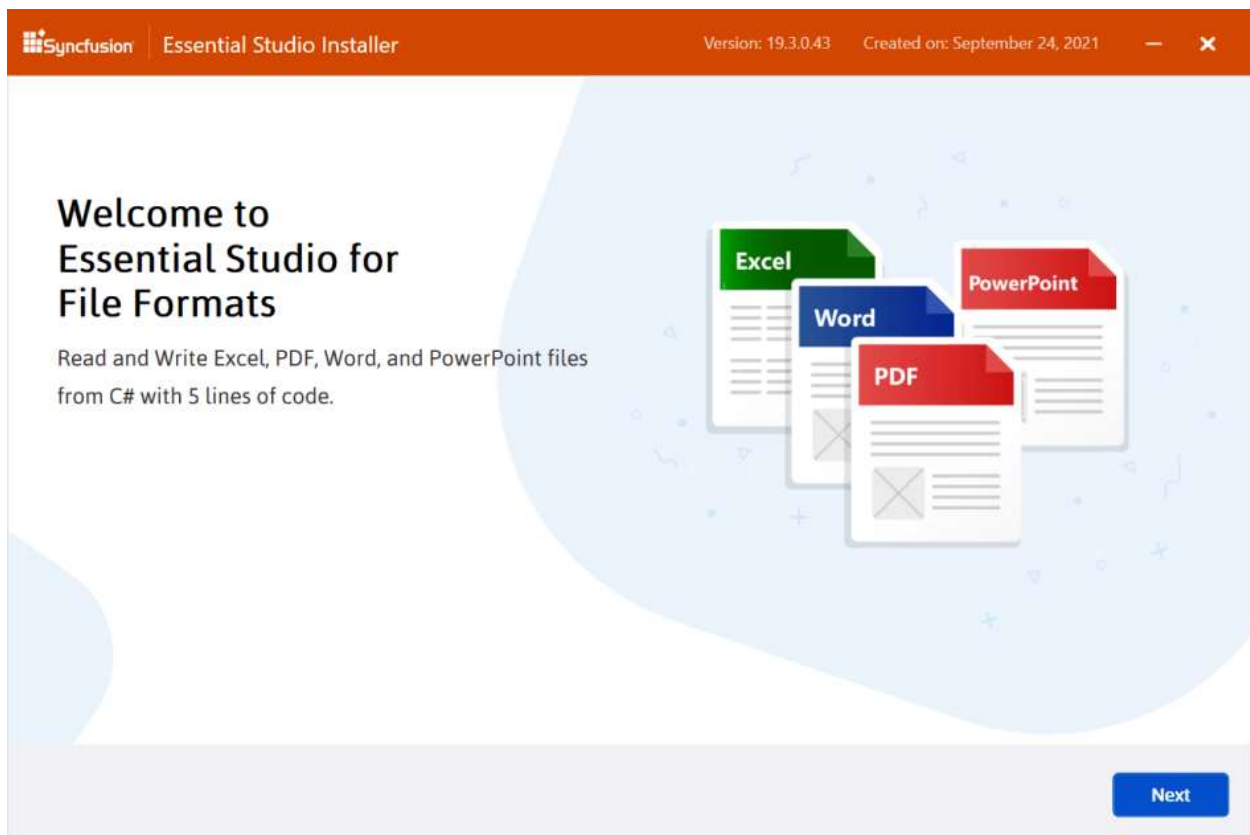 Syncfusion Essential Studio Installer Version: 19.3.0.43 Created on: September 24, 2021
Welcome to
Essential Studio for
File Formats
Read and Write Excel, PDF, Word, and PowerPoint files
from C# with 5 lines of code.
Excel
PowerPoint
Word
PDF
Next